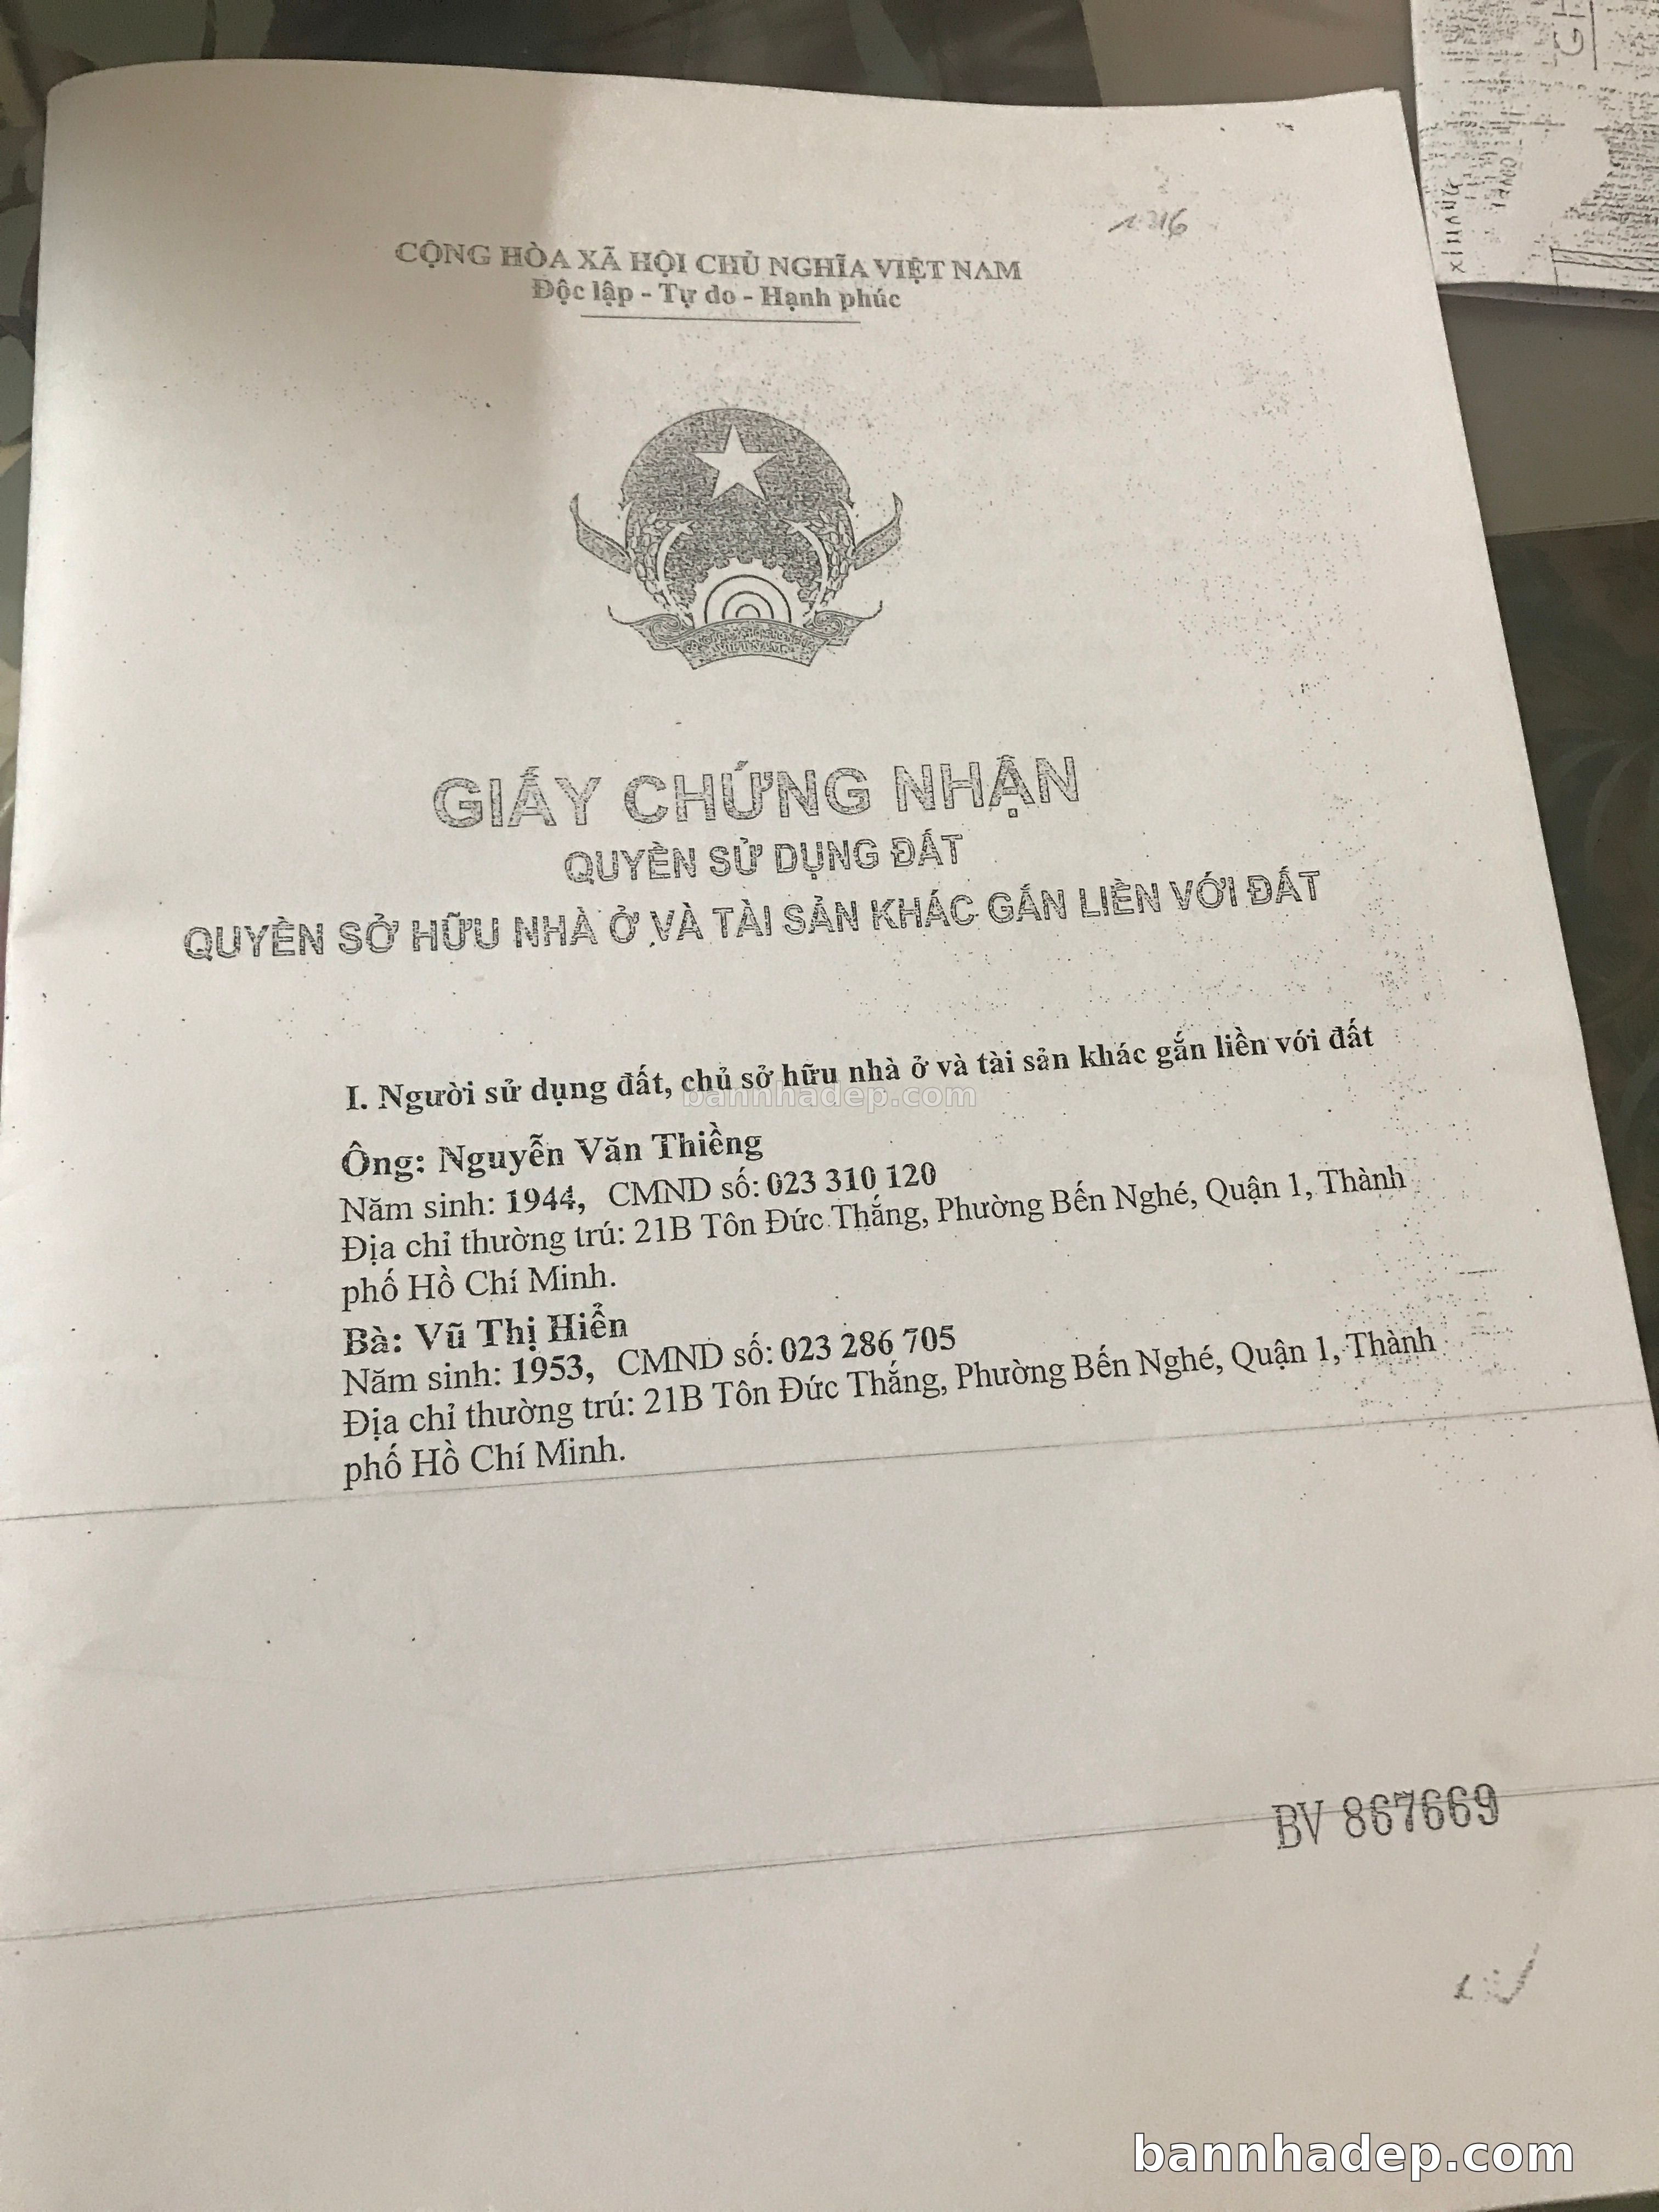 1.216
CỘNG HÒA XÃ HỘI CHỦ NGHĨA VIỆT NAM
Độc lập - Tự do - Hạnh phúc
GIẤY CHỨNG NHẬN
QUYỀN SỬ DỤNG ĐẤT
QUYỀN SỞ HỮU NHÀ Ở VÀ TÀI SẢN KHÁC GẮN LIỀN VỚI ĐẤT
I. Người sử dụng đất, chủ sở hữu nhà ở và tài sản khác gắn liền với đất
bannhadep.com
Ông: Nguyễn Văn Thiềng
Năm sinh: 1944, CMND số: 023 310 120
Địa chỉ thường trú: 21B Tôn Đức Thắng, Phường Bến Nghé, Quận 1, Thành
phố Hồ Chí Minh.
Bà: Vũ Thị Hiển
Năm sinh: 1953, CMND số: 023 286 705
Địa chỉ thường trú: 21B Tôn Đức Thắng, Phường Bến Nghé, Quận 1, Thành
phố Hồ Chí Minh.
BV 867669
bannhadep.com